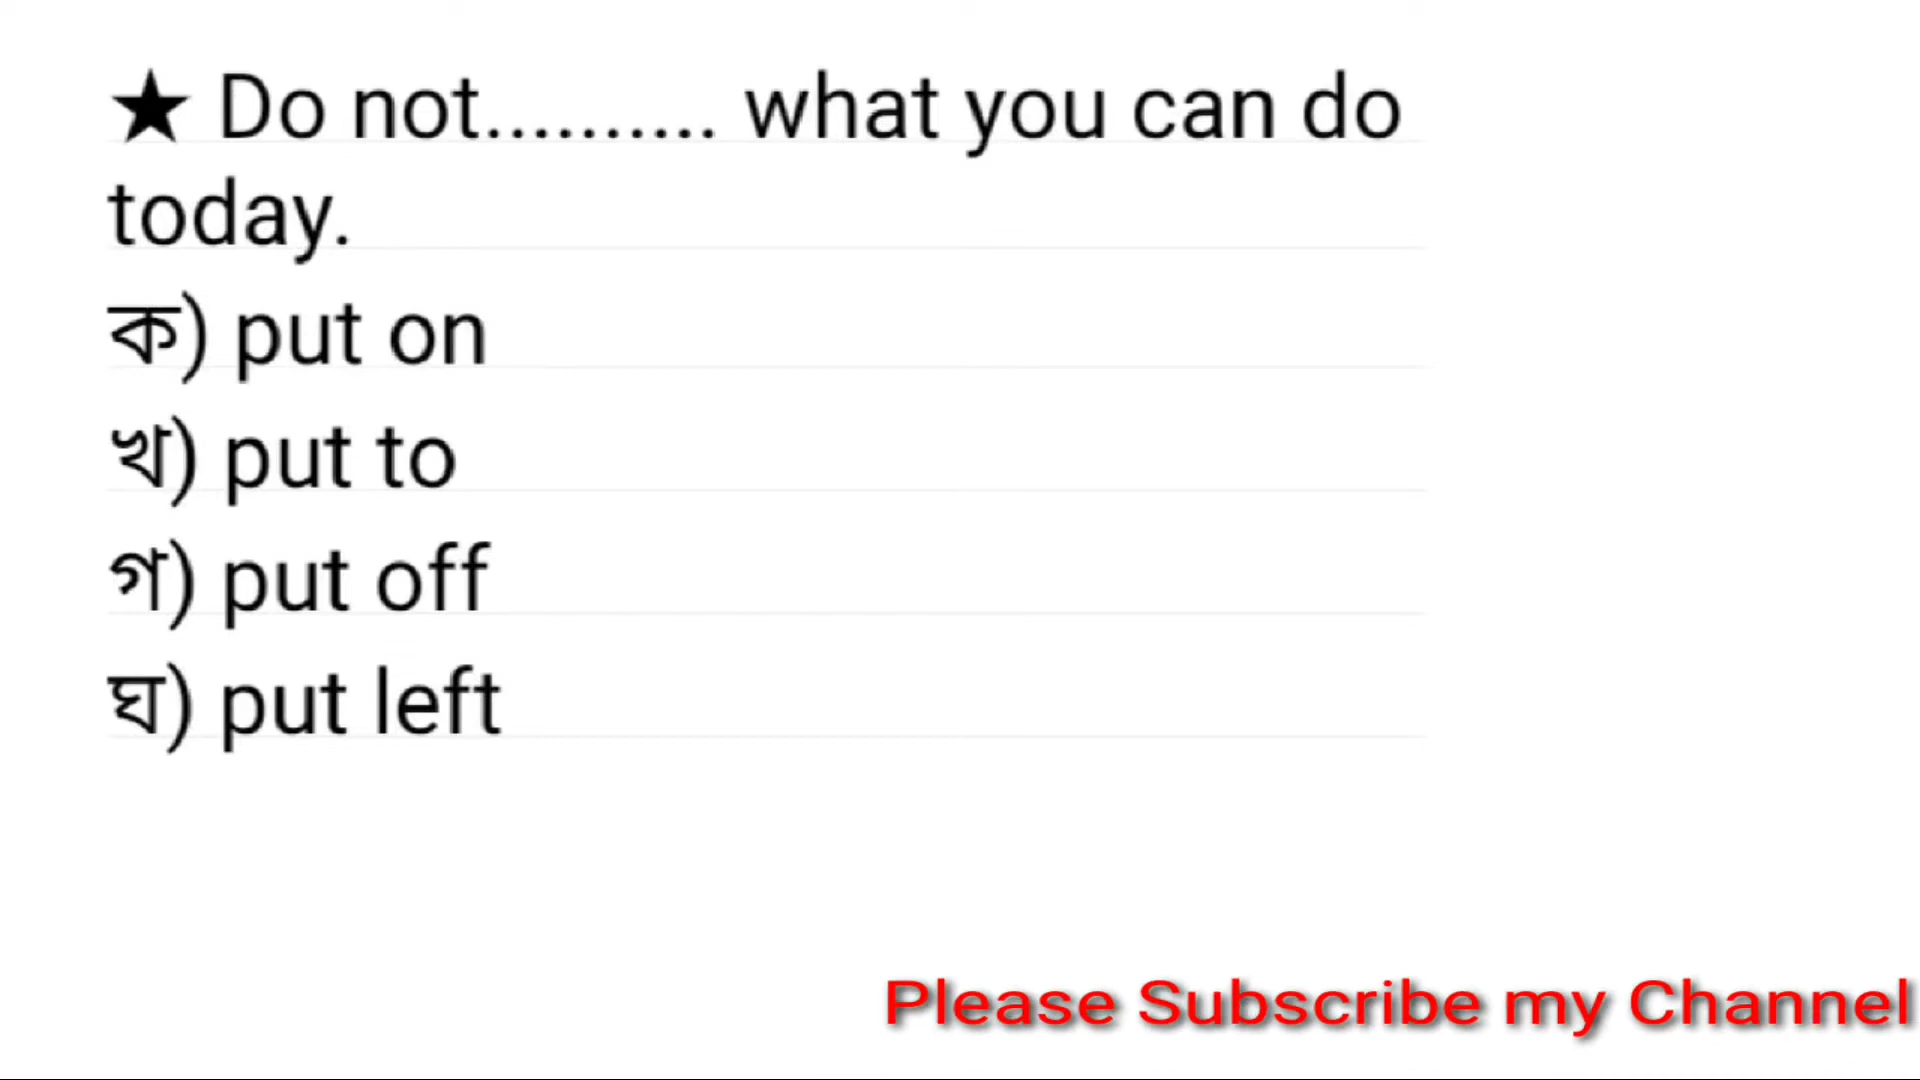 ★ Do not.......... what you can do
today.
ক) put on
খ) put to
গ) put off
ঘ) put left
Please Subscribe my Channel